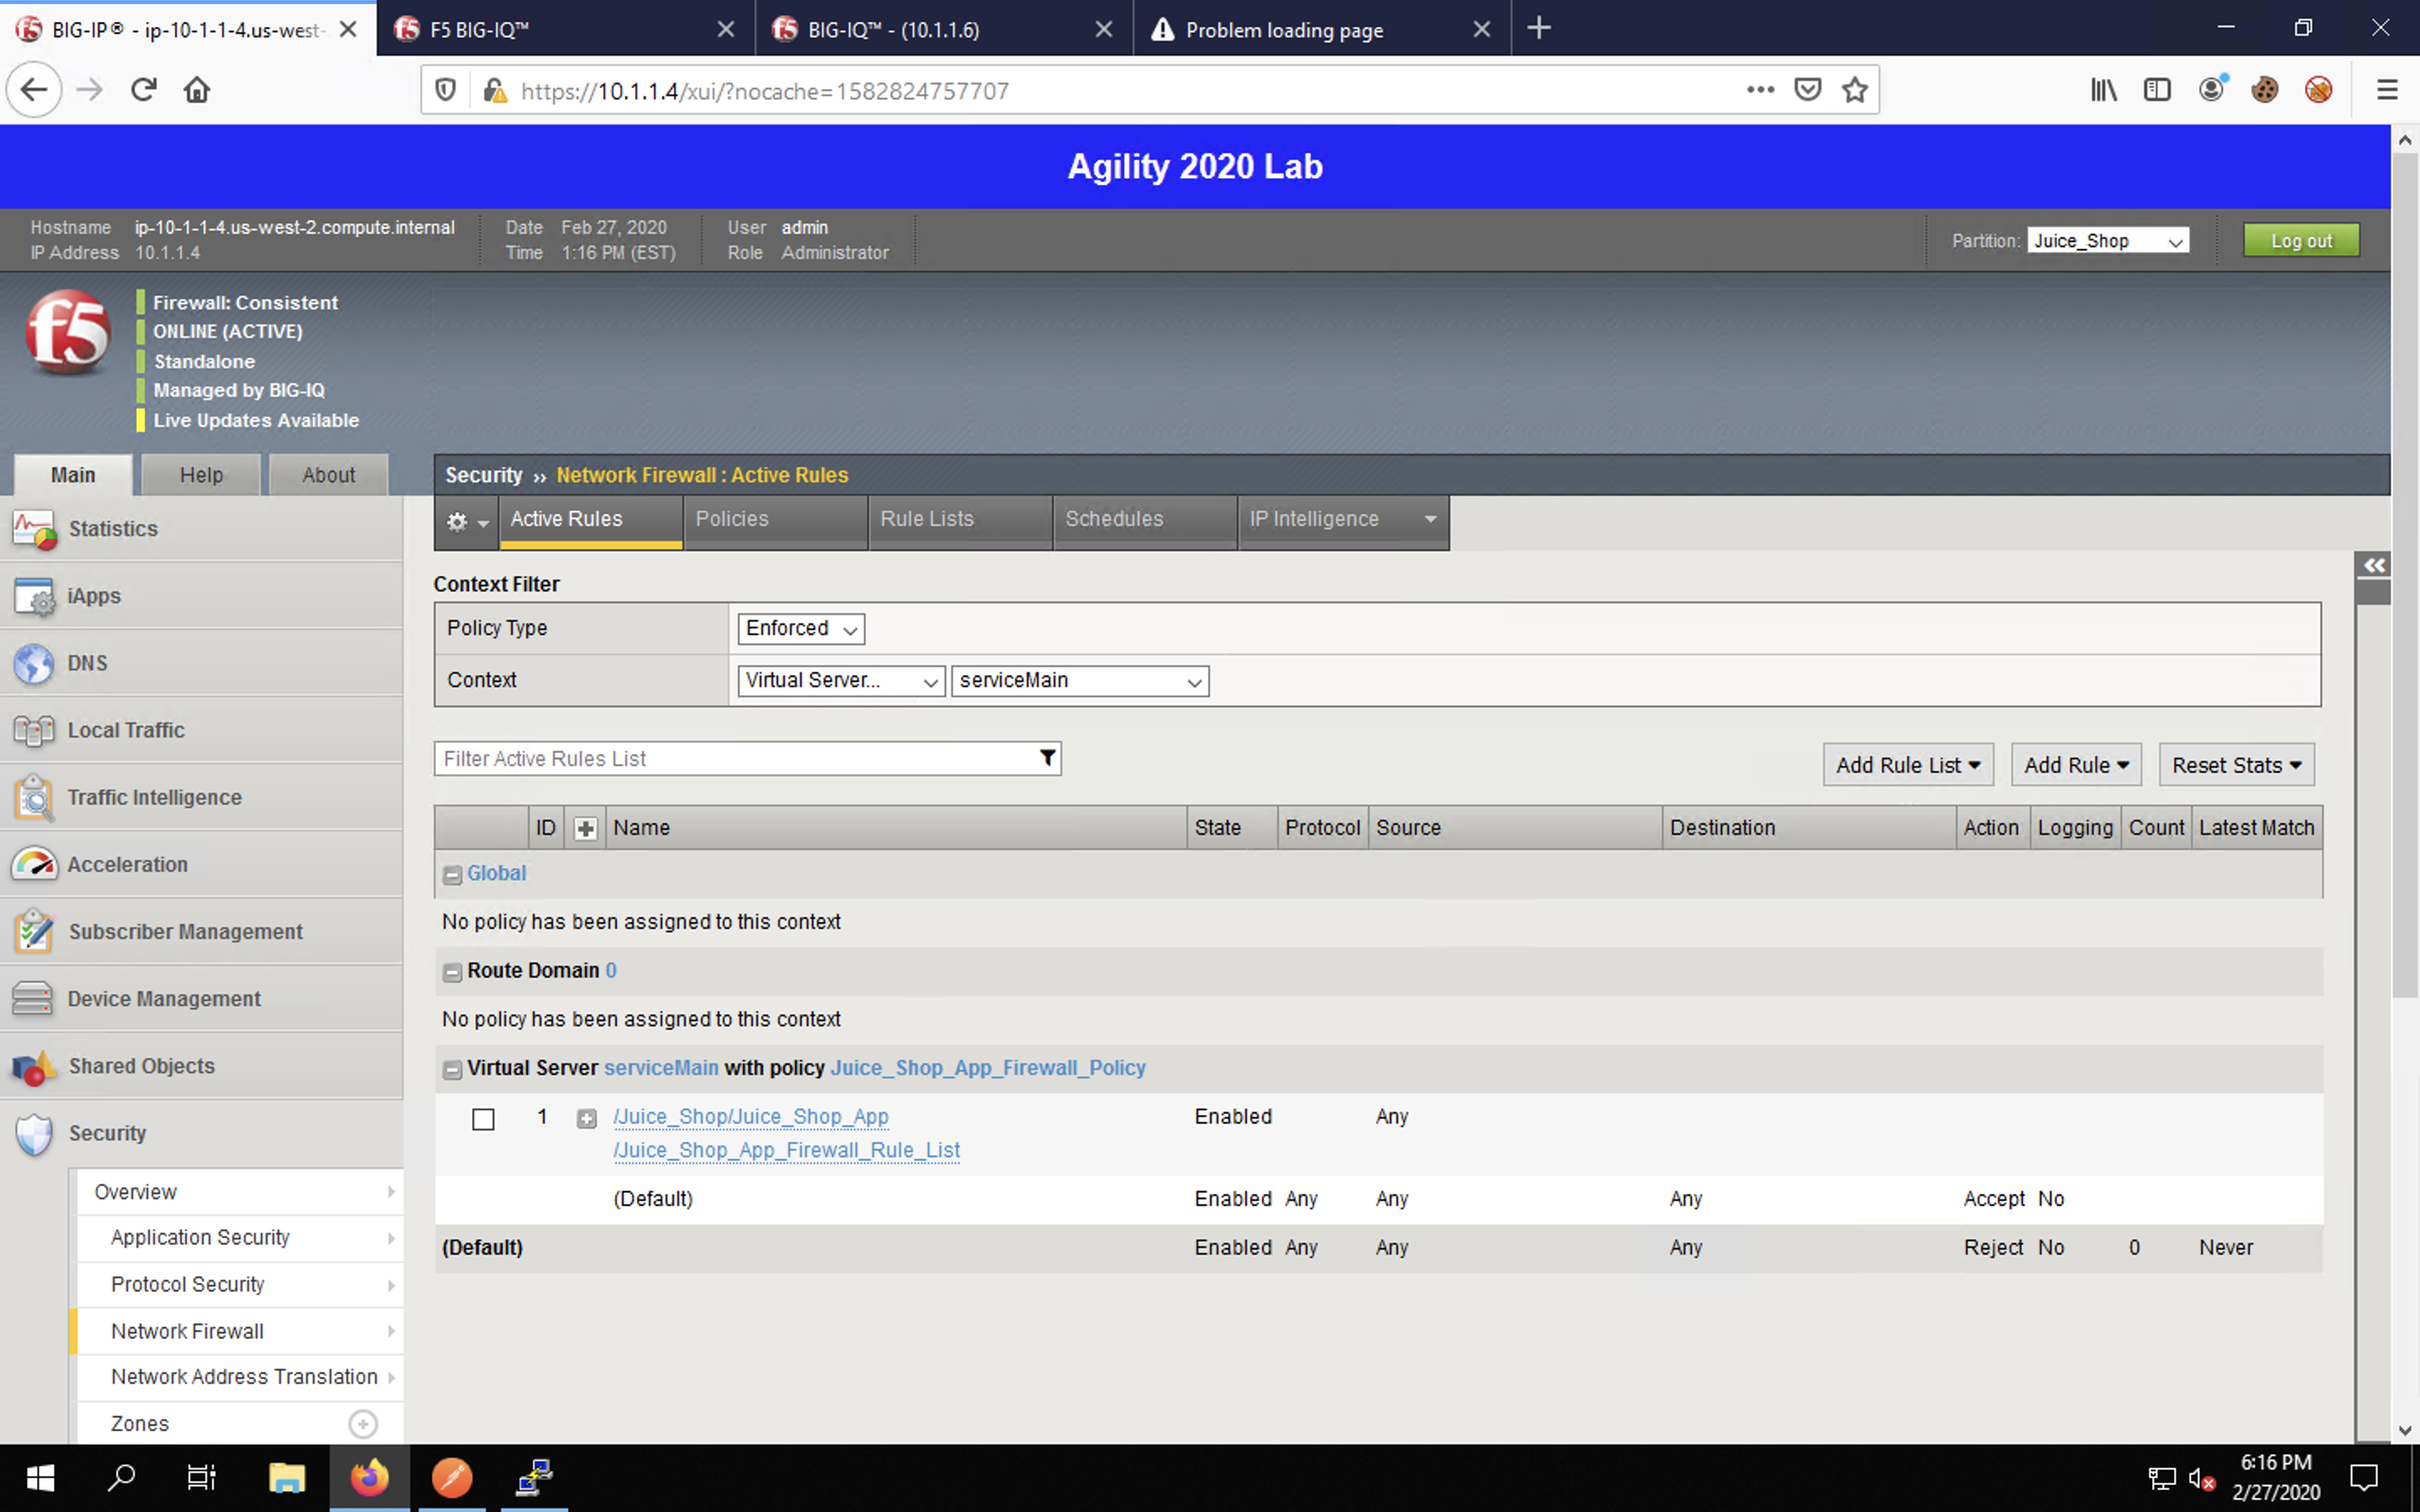 BIG-IP® - ip-10-1-1-4.us-west-
F5 BIG-IQ™
BIG-IQ™ - (10.1.1.6)
Problem loading page
https://10.1.1.4/xui/?nocache=1582824757707
Agility 2020 Lab
Hostname ip-10-1-1-4.us-west-2.compute.internal
IP Address 10.1.1.4
Date Feb 27, 2020
Time 1:16 PM (EST)
User admin
Role Administrator
Partition: Juice_Shop
Log out
f5
Firewall: Consistent
ONLINE (ACTIVE)
Standalone
Managed by BIG-IQ
Live Updates Available
Main
Help
About
Security ›› Network Firewall : Active Rules
Active Rules
Policies
Rule Lists
Schedules
IP Intelligence
Statistics
iApps
DNS
Local Traffic
Traffic Intelligence
Acceleration
Subscriber Management
Device Management
Shared Objects
Security
Overview
Application Security
Protocol Security
Network Firewall
Network Address Translation
Zones
Context Filter
Policy Type Enforced
Context Virtual Server... serviceMain
Filter Active Rules List
Add Rule List
Add Rule
Reset Stats
ID Name State Protocol Source Destination Action Logging Count Latest Match
Global
No policy has been assigned to this context
Route Domain 0
No policy has been assigned to this context
Virtual Server serviceMain with policy Juice_Shop_App_Firewall_Policy
1 /Juice_Shop/Juice_Shop_App Enabled Any
/Juice_Shop_App_Firewall_Rule_List
(Default) Enabled Any Any Any Accept No
(Default) Enabled Any Any Any Reject No 0 Never
6:16 PM
2/27/2020